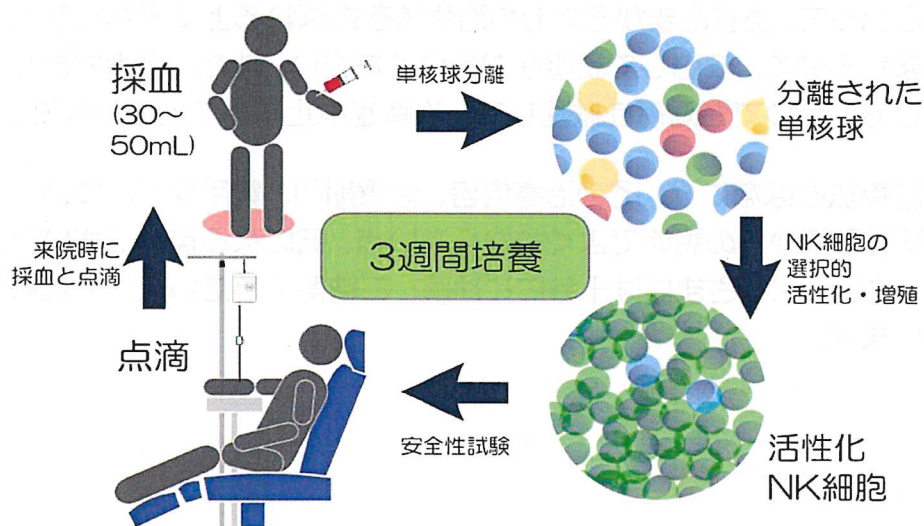 採血
(30～
50mL)
単核球分離
分離された
単核球
NK細胞の
選択的
活性化・増殖
3週間培養
来院時に
採血と点滴
点滴
安全性試験
活性化
NK細胞